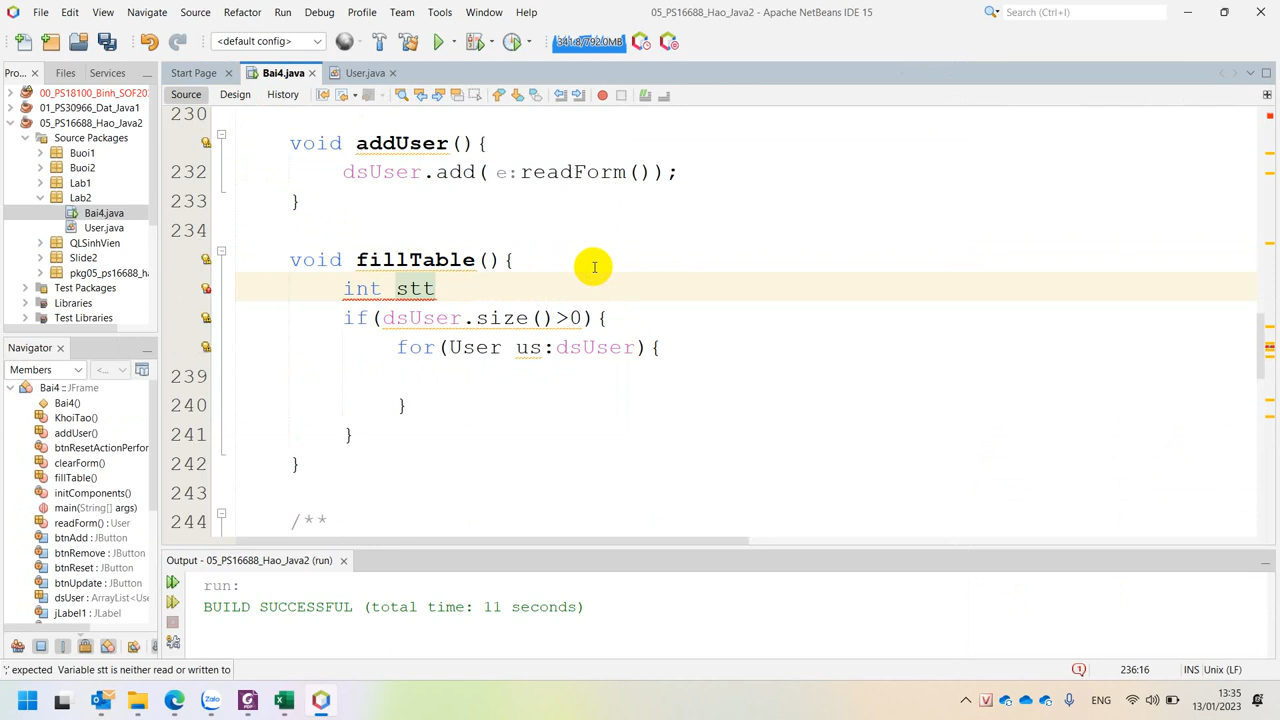 File Edit View Navigate Source Refactor Run Debug Profile Team Tools Window Help 05_PS16688_Hao_Java2 - Apache NetBeans IDE 15 Search (Ctrl+I)
<default config> 341.8/792.0MB
Pro... Files Services Start Page Bai4.java User.java
Source Design History
00_PS18100_Binh_SOF20
01_PS30966_Dat_Java1
05_PS16688_Hao_Java2
Source Packages
Buoi1
Buoi2
Lab1
Lab2
Bai4.java
User.java
QLSinhVien
Slide2
pkg05_ps16688_ha
Test Packages
Libraries
Test Libraries
Navigator
Members <...
Bai4 :: JFrame
Bai4()
KhoiTao()
addUser()
btnResetActionPerfor
clearForm()
fillTable()
initComponents()
main(String[] args)
readForm() : User
btnAdd : JButton
btnRemove : JButton
btnReset : JButton
btnUpdate : JButton
dsUser : ArrayList<Use
jLabel1 : JLabel
230
void addUser(){
232 dsUser.add( e: readForm());
233 }
234
void fillTable(){
int stt
if(dsUser.size()>0){
for(User us:dsUser){
239
240 }
241 }
242 }
243
244 /**
Output - 05_PS16688_Hao_Java2 (run)
run:
BUILD SUCCESSFUL (total time: 11 seconds)
';' expected Variable stt is neither read or written to 1 236:16 INS Unix (LF)
Zalo ENG 13:35
13/01/2023